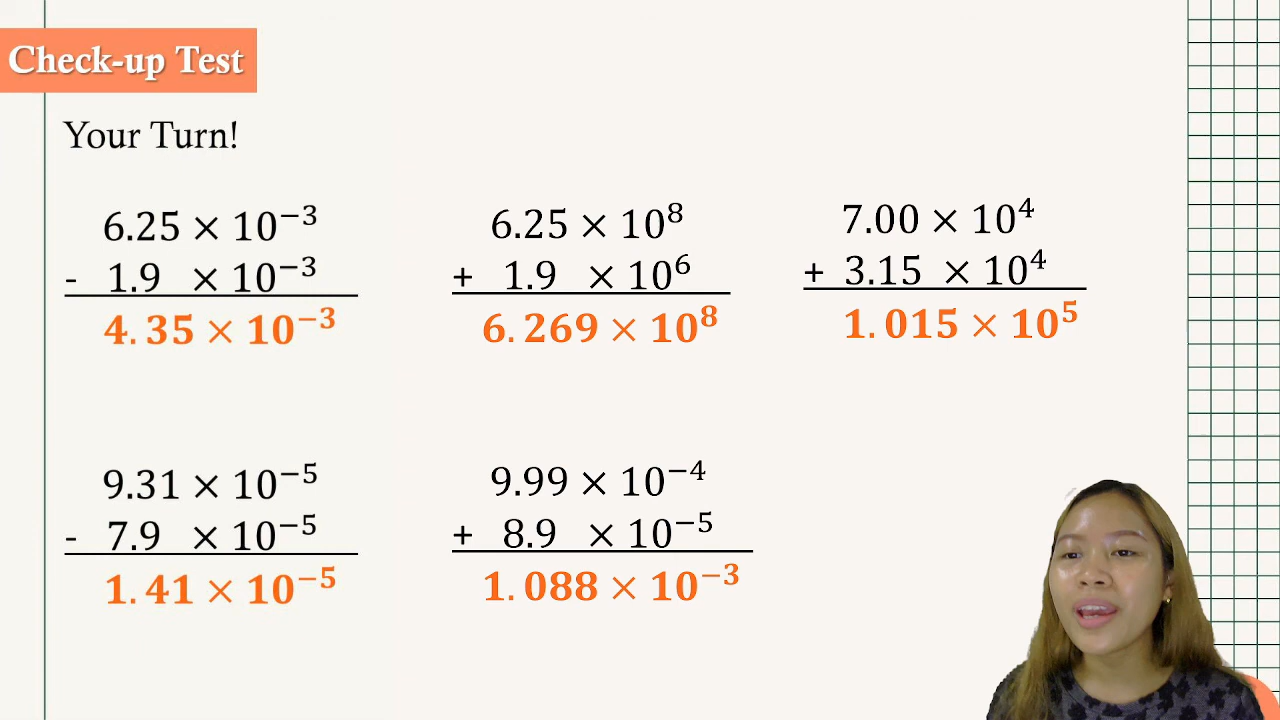 Check-up Test
Your Turn!
6.25 × 10⁻³
- 1.9 × 10⁻³
4.35 × 10⁻³
6.25 × 10⁸
+ 1.9 × 10⁶
6.269 × 10⁸
7.00 × 10⁴
+ 3.15 × 10⁴
1.015 × 10⁵
9.31 × 10⁻⁵
- 7.9 × 10⁻⁵
1.41 × 10⁻⁵
9.99 × 10⁻⁴
+ 8.9 × 10⁻⁵
1.088 × 10⁻³